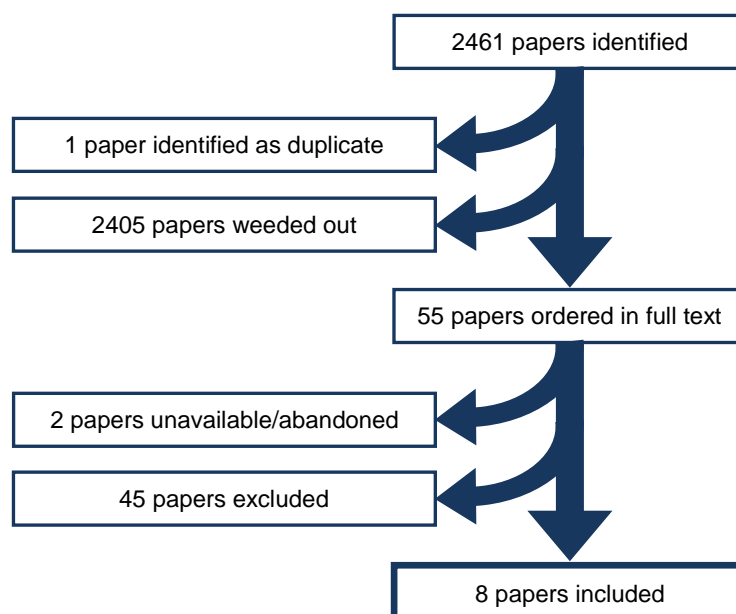 2461 papers identified
1 paper identified as duplicate
2405 papers weeded out
55 papers ordered in full text
2 papers unavailable/abandoned
45 papers excluded
8 papers included